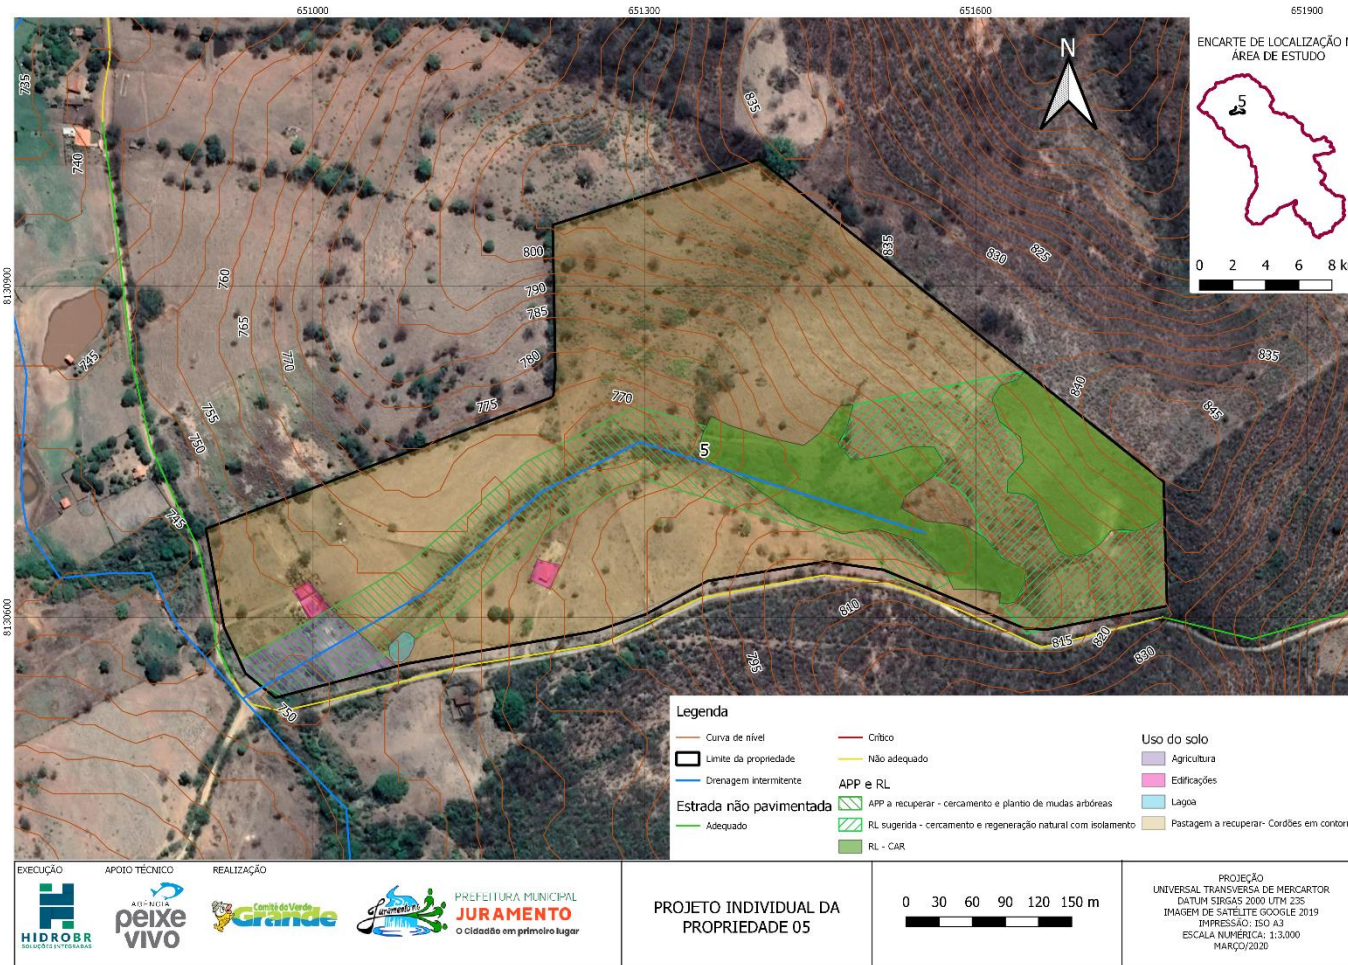 651000
651300
651600
651900
8130900
8130600
N
ENCARTE DE LOCALIZAÇÃO
ÁREA DE ESTUDO
5
0 2 4 6 8
735
740
745
745
750
750
755
760
765
770
775
770
780
785
790
800
835
835
830
825
835
840
845
5
810
795
815
820
830
Legenda
Curva de nível
Limite da propriedade
Drenagem intermitente
Estrada não pavimentada
Adequado
Crítico
Não adequado
APP e RL
APP a recuperar - cercamento e plantio de mudas arbóreas
RL sugerida - cercamento e regeneração natural com isolamento
RL - CAR
Uso do solo
Agricultura
Edificações
Lagoa
Pastagem a recuperar- Cordões em
EXECUÇÃO
HIDROBR
SOLUÇÕES INTEGRADAS
APOIO TÉCNICO
AGÊNCIA
peixe
VIVO
REALIZAÇÃO
Comitê do Verde
Grande
Juramento
PREFEITURA MUNICIPAL
JURAMENTO
O Cidadão em primeiro lugar
PROJETO INDIVIDUAL DA
PROPRIEDADE 05
0 30 60 90 120 150 m
PROJEÇÃO
UNIVERSAL TRANSVERSA DE MERCARTOR
DATUM SIRGAS 2000 UTM 23S
IMAGEM DE SATÉLITE GOOGLE 2019
IMPRESSÃO: ISO A3
ESCALA NUMÉRICA: 1:3.000
MARÇO/2020